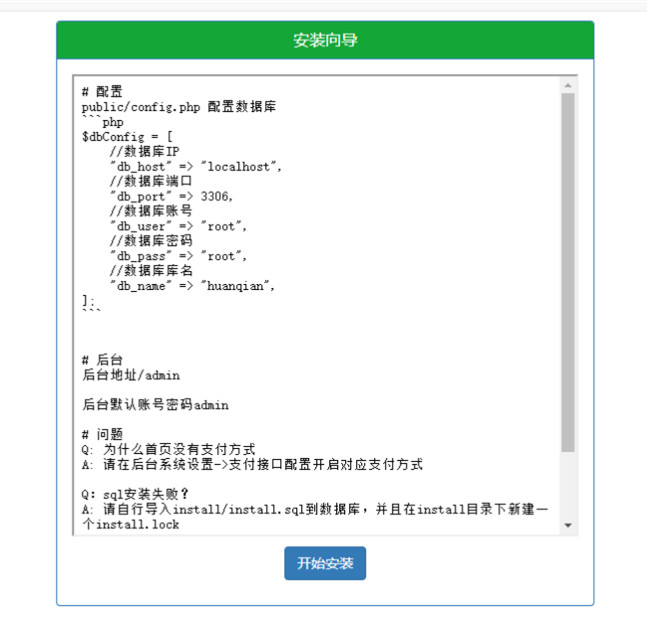 安装向导
# 配置
public/config.php 配置数据库
```php
$dbConfig = [
//数据库IP
"db_host" => "localhost",
//数据库端口
"db_port" => 3306,
//数据库账号
"db_user" => "root",
//数据库密码
"db_pass" => "root",
//数据库库名
"db_name" => "huanqian",
];
```
# 后台
后台地址/admin
后台默认账号密码admin
# 问题
Q: 为什么首页没有支付方式
A: 请在后台系统设置->支付接口配置开启对应支付方式
Q: sql安装失败?
A: 请自行导入install/install.sql到数据库，并且在install目录下新建一
个install.lock
开始安装